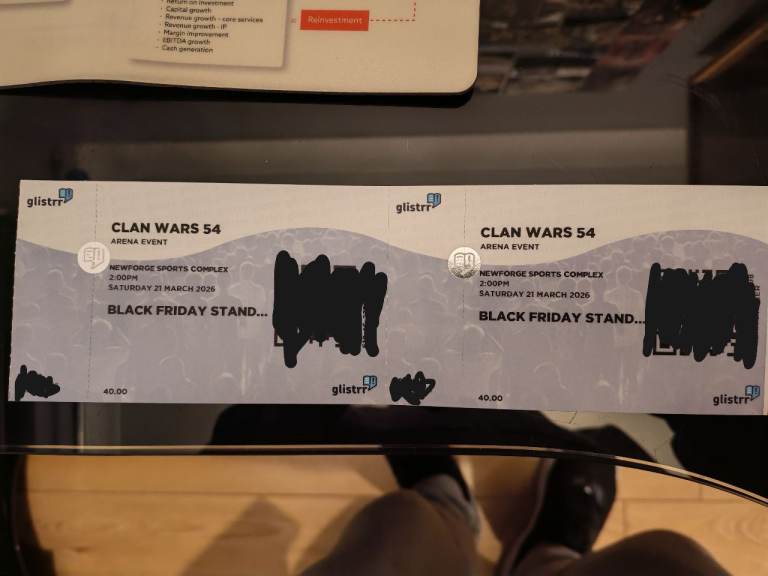 Return on investment
Capital growth
Revenue growth - core services
Revenue growth - IP
Margin improvement
EBITDA growth
Cash generation
Reinvestment
glistrr
CLAN WARS 54
ARENA EVENT
NEWFORGE SPORTS COMPLEX
2:00PM
SATURDAY 21 MARCH 2026
BLACK FRIDAY STAND...
40.00
glistrr
glistrr
CLAN WARS 54
ARENA EVENT
NEWFORGE SPORTS COMPLEX
2:00PM
SATURDAY 21 MARCH 2026
BLACK FRIDAY STAND...
40.00
glistrr